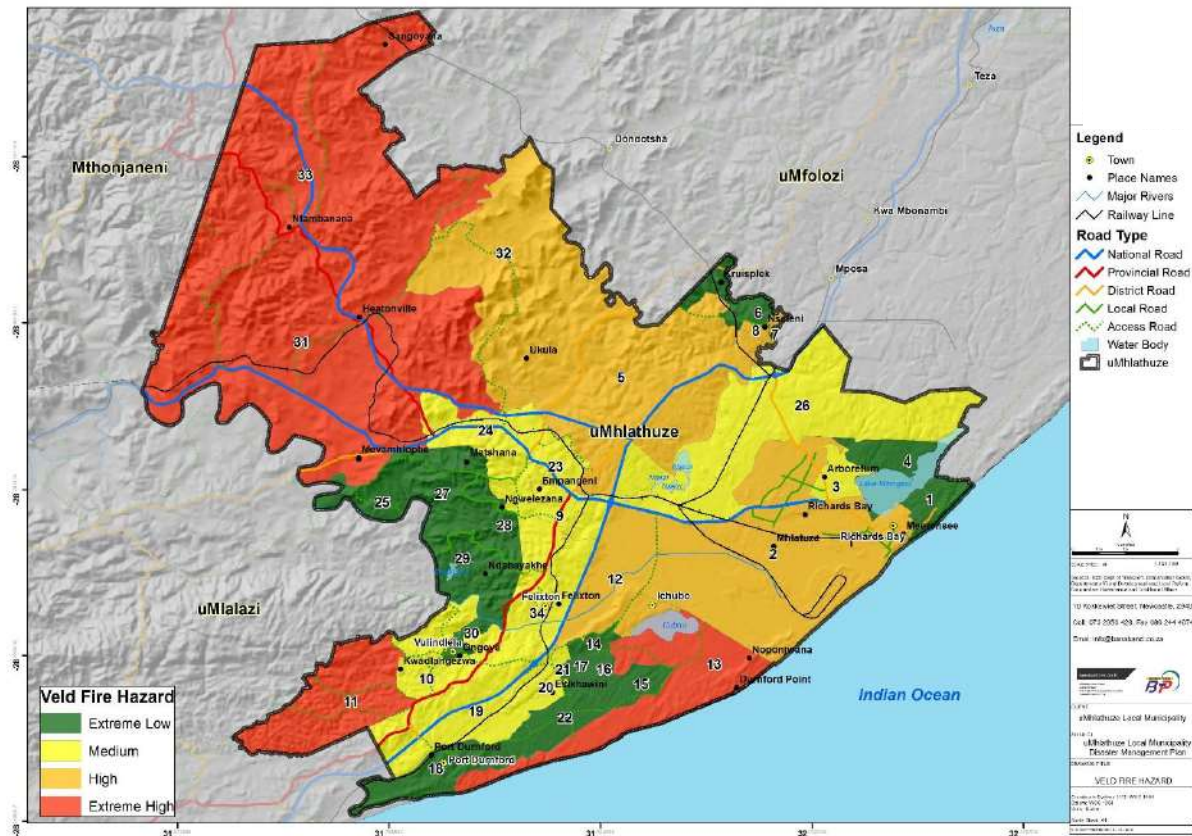 Sangoyana
Teza
Dondotsha
Mthonjaneni
uMfolozi
33
Kwa Mbonambi
Ntambanana
32
Mposa
Kruisplek
6
Heatonville
Nseleni
8
7
31
Ukula
5
26
uMhlathuze
24
Matshana
23
Empangeni
4
Arboretum
3
25
27
Ngwelezana
9
28
Richards Bay
1
Richards Bay
Meerensee
29
Mhlatuze
2
12
Felixton
Felixton
Ichubo
34
uMlalazi
30
Vulindlela
Ongoye
14
Kwadlangezwa
21
17
16
13
Noponjwana
11
10
20
Esikhawini
15
Dumford Point
19
22
Indian Ocean
Port Durnford
18
Port Durnford
Veld Fire Hazard
Extreme Low
Medium
High
Extreme High
Legend
Town
Place Names
Major Rivers
Railway Line
Road Type
National Road
Provincial Road
District Road
Local Road
Access Road
Water Body
uMhlathuze
N
uMhlathuze Local Municipality
uMhlathuze Local Municipality
Disaster Management Plan
VELD FIRE HAZARD